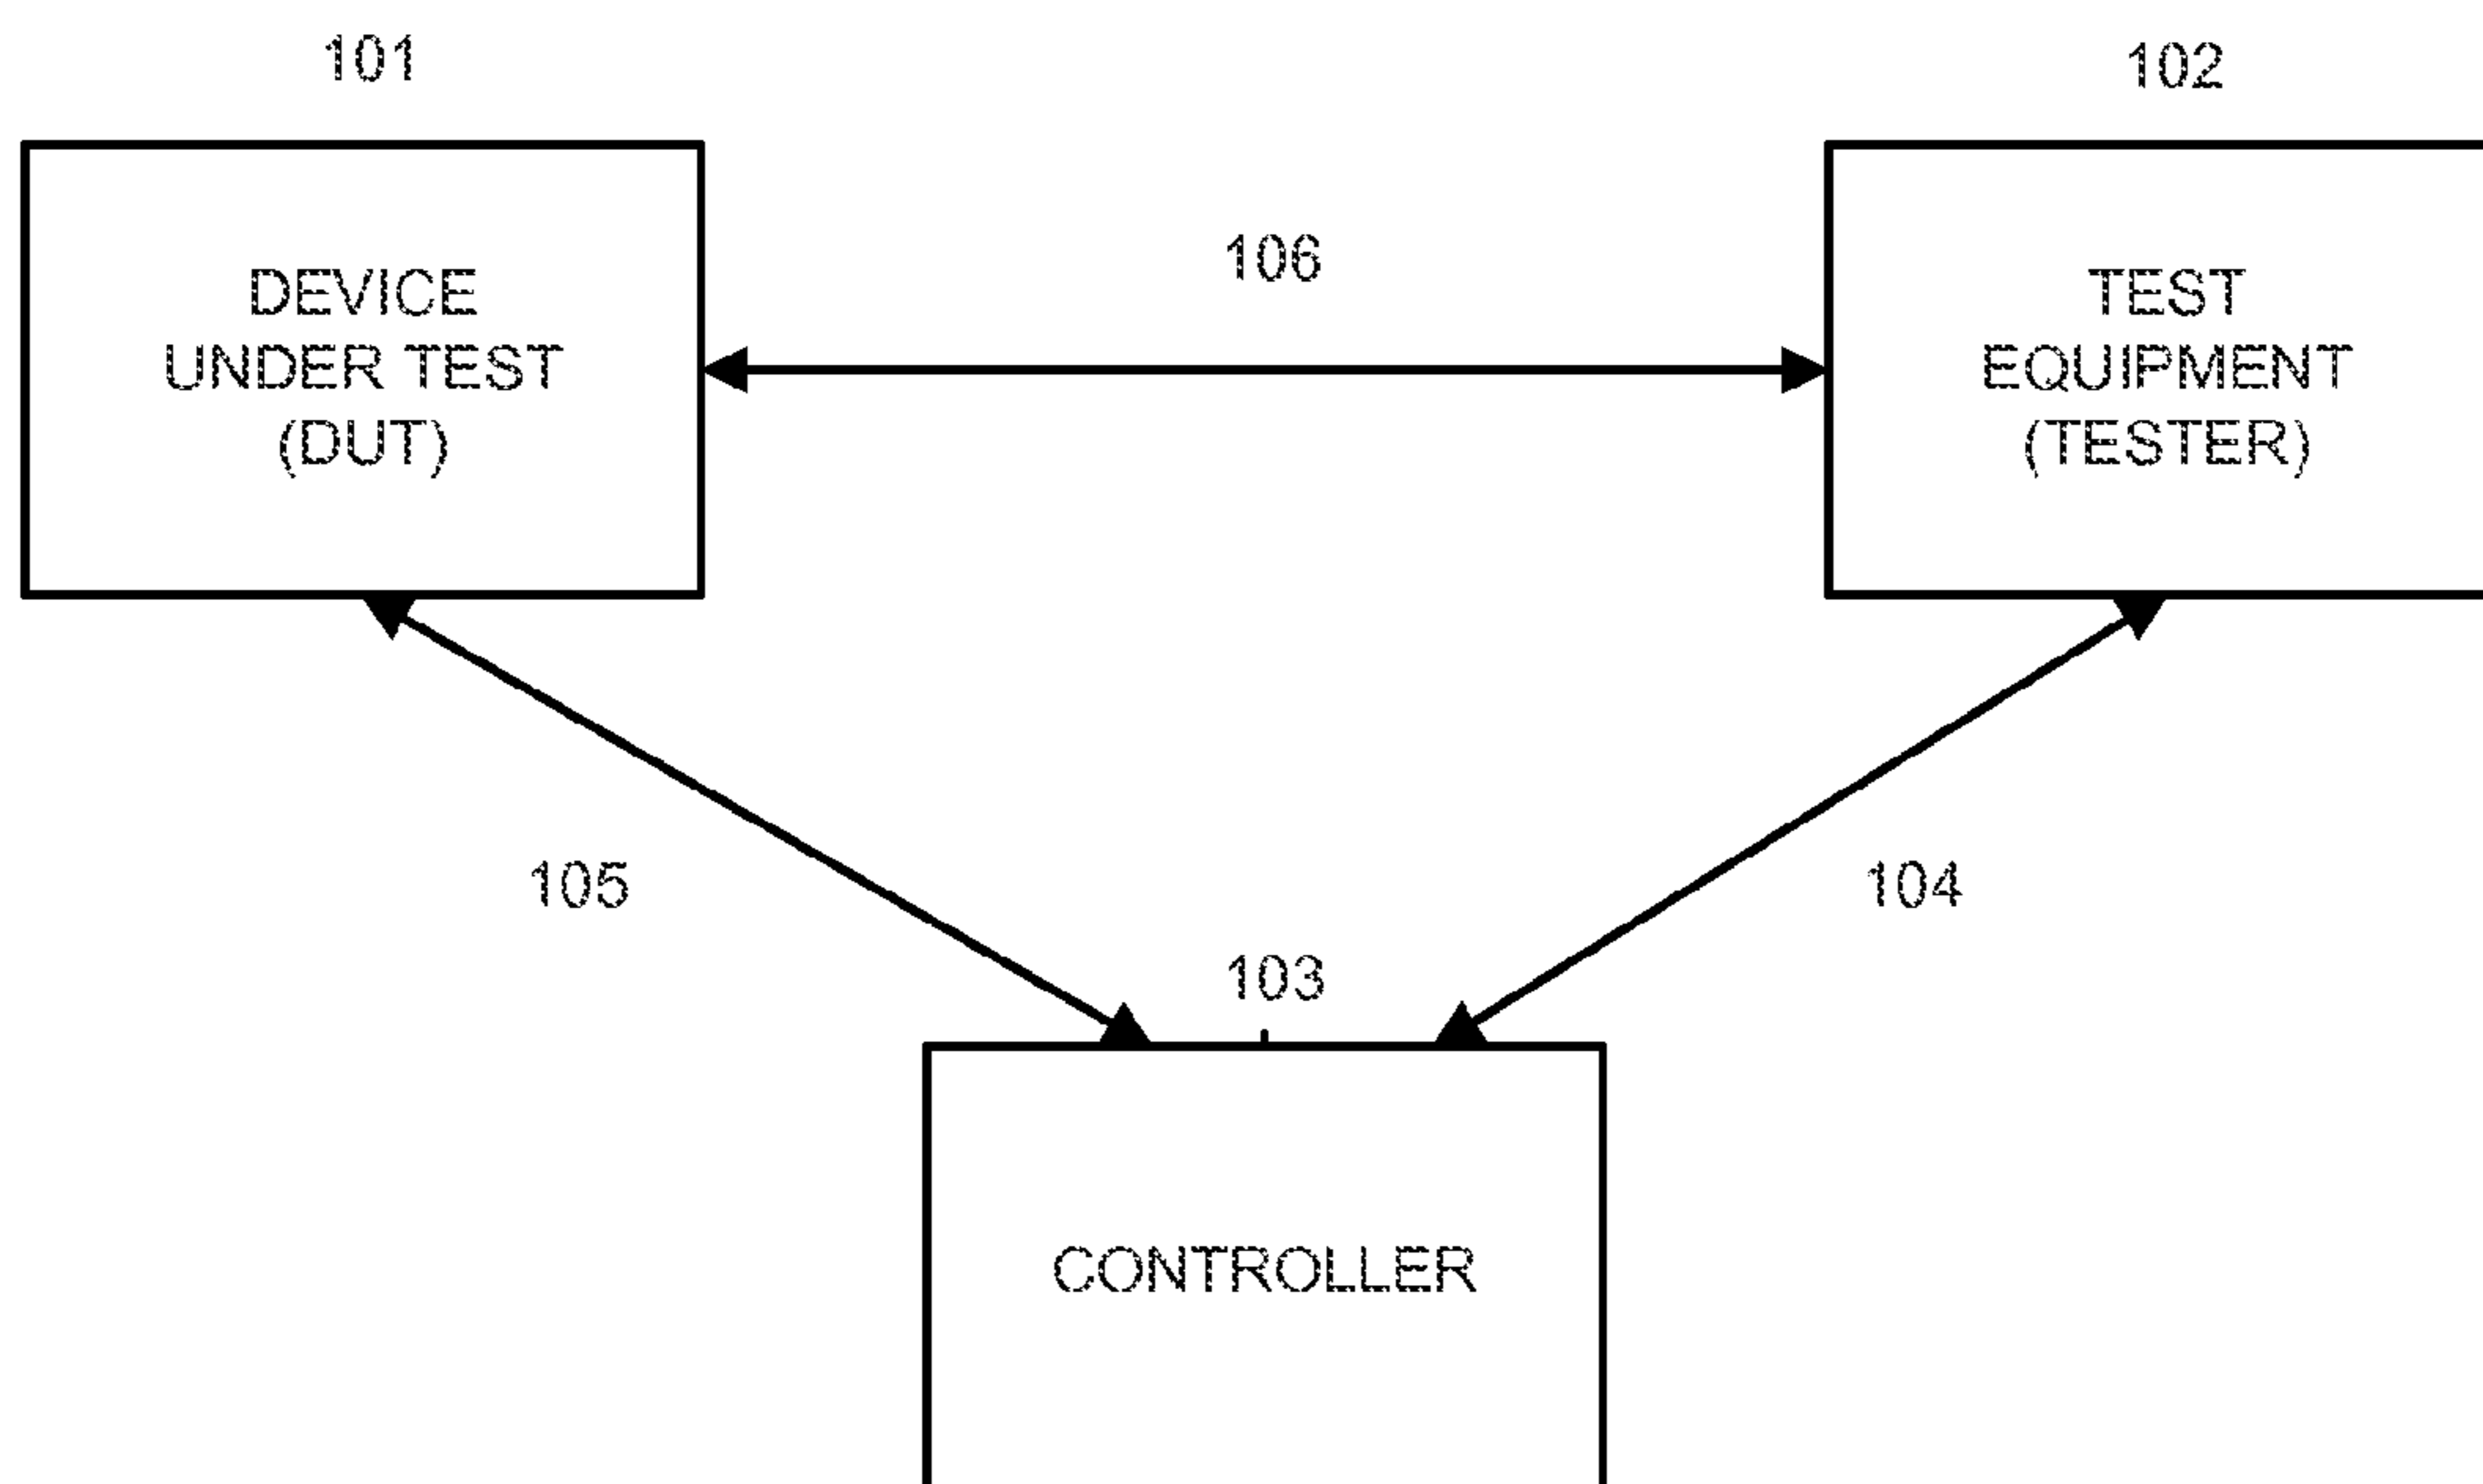 101
102
DEVICE
UNDER TEST
(DUT)
106
TEST
EQUIPMENT
(TESTER)
105
104
103
CONTROLLER